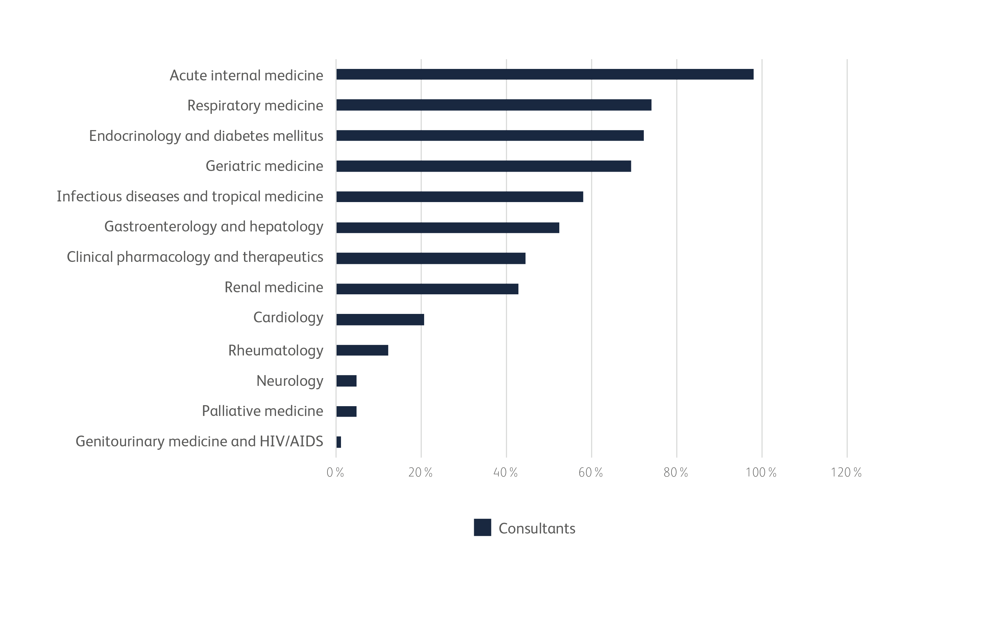 Acute internal medicine
Respiratory medicine
Endocrinology and diabetes mellitus
Geriatric medicine
Infectious diseases and tropical medicine
Gastroenterology and hepatology
Clinical pharmacology and therapeutics
Renal medicine
Cardiology
Rheumatology
Neurology
Palliative medicine
Genitourinary medicine and HIV/AIDS
0% 20% 40% 60% 80% 100% 120%
Consultants